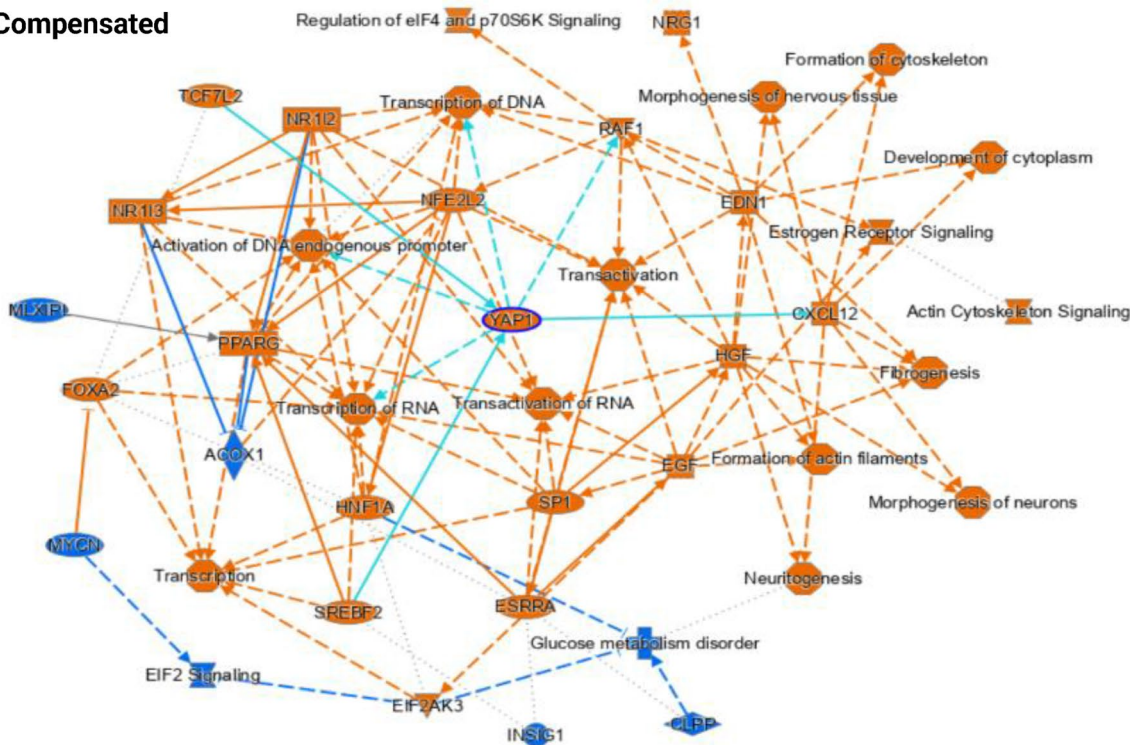 Compensated
Regulation of eIF4 and p70S6K Signaling
NRG1
Formation of cytoskeleton
TCF7L2
Transcription of DNA
Morphogenesis of nervous tissue
NR1I2
RAF1
Development of cytoplasm
NR1I3
NFE2L2
EDN1
Estrogen Receptor Signaling
Activation of DNA endogenous promoter
Transactivation
MLXIPL
YAP1
CXCL12
Actin Cytoskeleton Signaling
PPARG
HGF
Fibrogenesis
FOXA2
Transcription of RNA
Transactivation of RNA
ACOX1
EGF
Formation of actin filaments
HNF1A
SP1
Morphogenesis of neurons
MYCN
Transcription
Neuritogenesis
SREBF2
ESRRA
Glucose metabolism disorder
EIF2 Signaling
EIF2AK3
INSIG1
CLPP